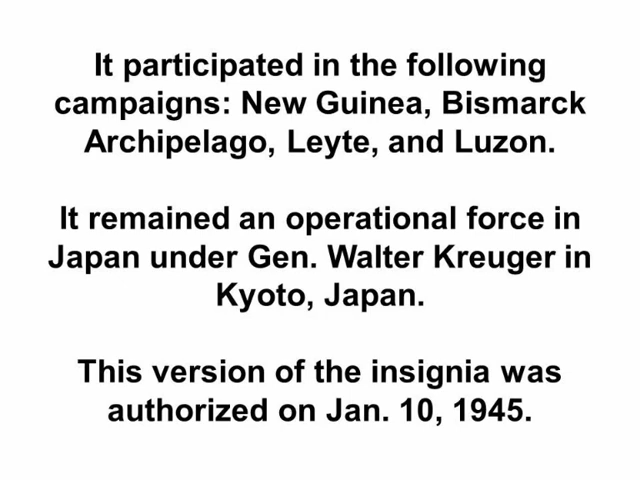 It participated in the following
campaigns: New Guinea, Bismarck
Archipelago, Leyte, and Luzon.
It remained an operational force in
Japan under Gen. Walter Kreuger in
Kyoto, Japan.
This version of the insignia was
authorized on Jan. 10, 1945.